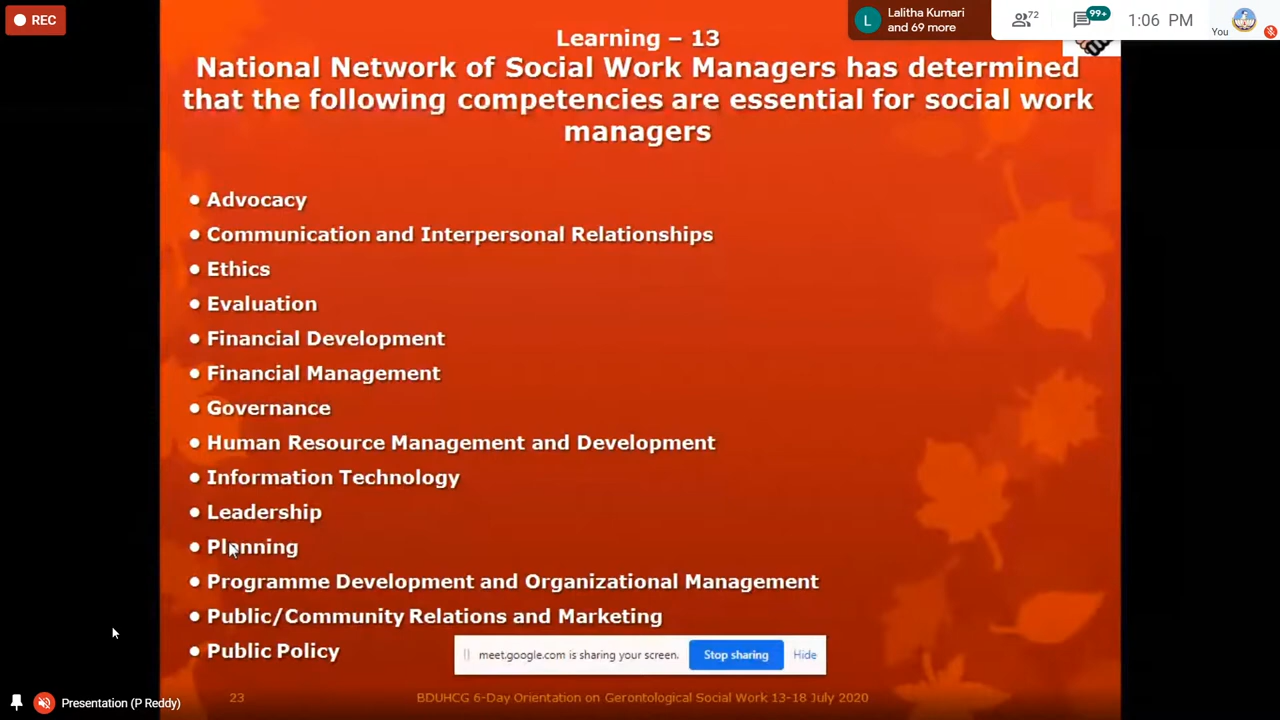 REC
Lalitha Kumari
and 69 more
72
99+
1:06 PM
L
You
Learning – 13
National Network of Social Work Managers has determined
that the following competencies are essential for social work
managers
• Advocacy
• Communication and Interpersonal Relationships
• Ethics
• Evaluation
• Financial Development
• Financial Management
• Governance
• Human Resource Management and Development
• Information Technology
• Leadership
• Planning
• Programme Development and Organizational Management
• Public/Community Relations and Marketing
• Public Policy
meet.google.com is sharing your screen.
Stop sharing
Hide
23
BDUHCG 6-Day Orientation on Gerontological Social Work 13-18 July 2020
Presentation (P Reddy)